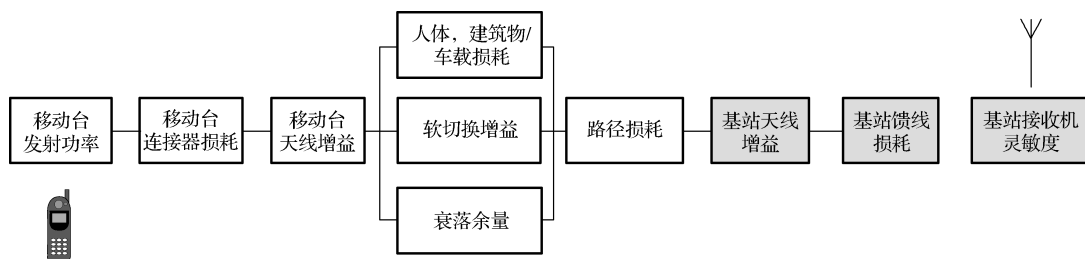 人体，建筑物/
车载损耗
移动台
发射功率
移动台
连接器损耗
移动台
天线增益
软切换增益
路径损耗
基站天线
增益
基站馈线
损耗
基站接收机
灵敏度
衰落余量